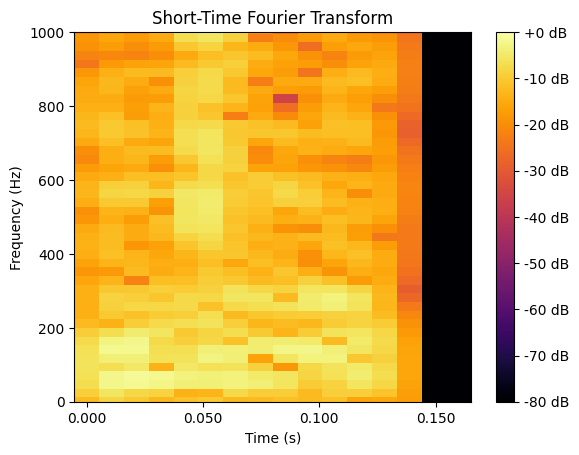 Short-Time Fourier Transform
1000
800
600
400
200
0
Frequency (Hz)
0.000
0.050
0.100
0.150
Time (s)
+0 dB
-10 dB
-20 dB
-30 dB
-40 dB
-50 dB
-60 dB
-70 dB
-80 dB